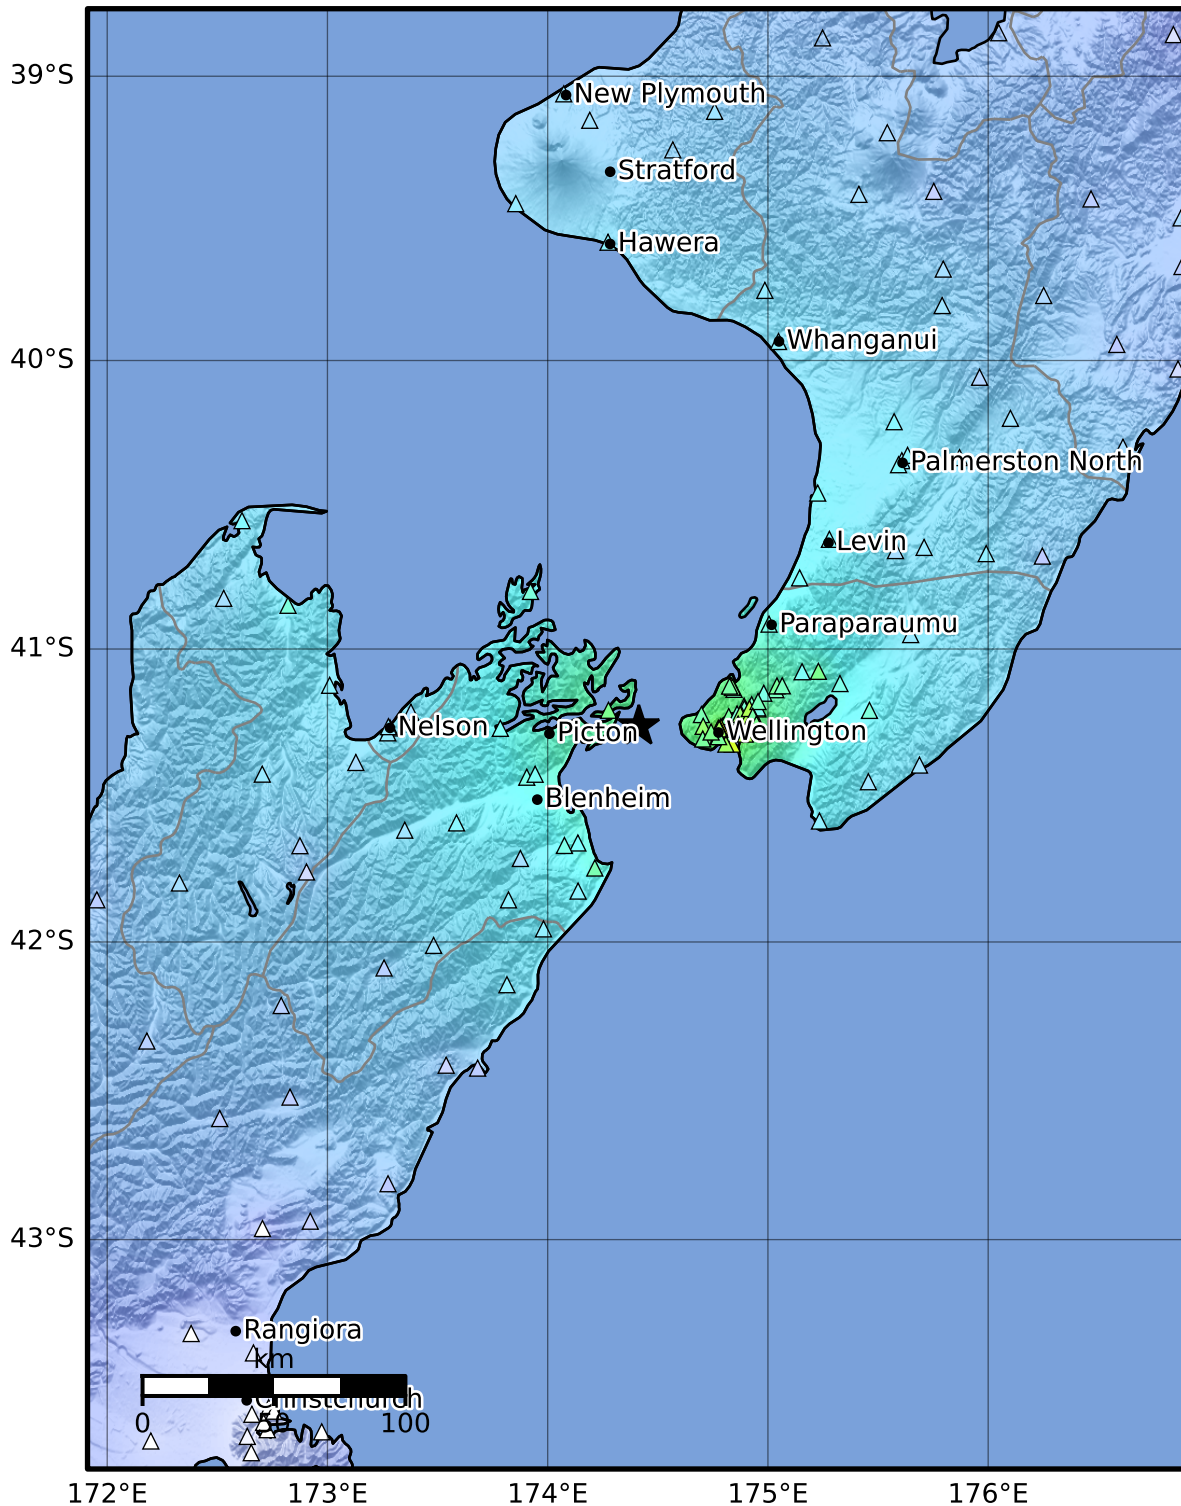 39°S
New Plymouth
Stratford
Hawera
Whanganui
40°S
Palmerston North
Levin
Paraparaumu
41°S
Nelson
Picton
Wellington
Blenheim
42°S
43°S
Rangiora
km
Christchurch
0 50 100
172°E 173°E 174°E 175°E 176°E